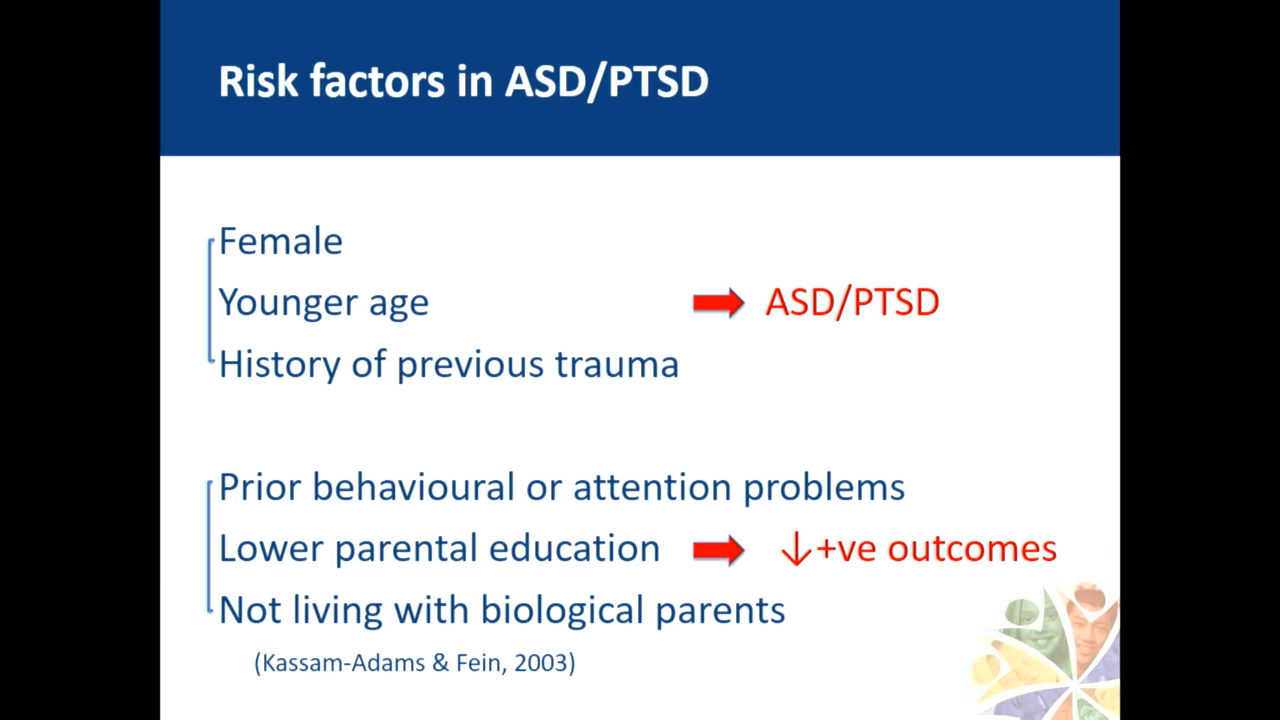 Risk factors in ASD/PTSD
Female
Younger age
ASD/PTSD
History of previous trauma
Prior behavioural or attention problems
Lower parental education
↓+ve outcomes
Not living with biological parents
(Kassam-Adams & Fein, 2003)